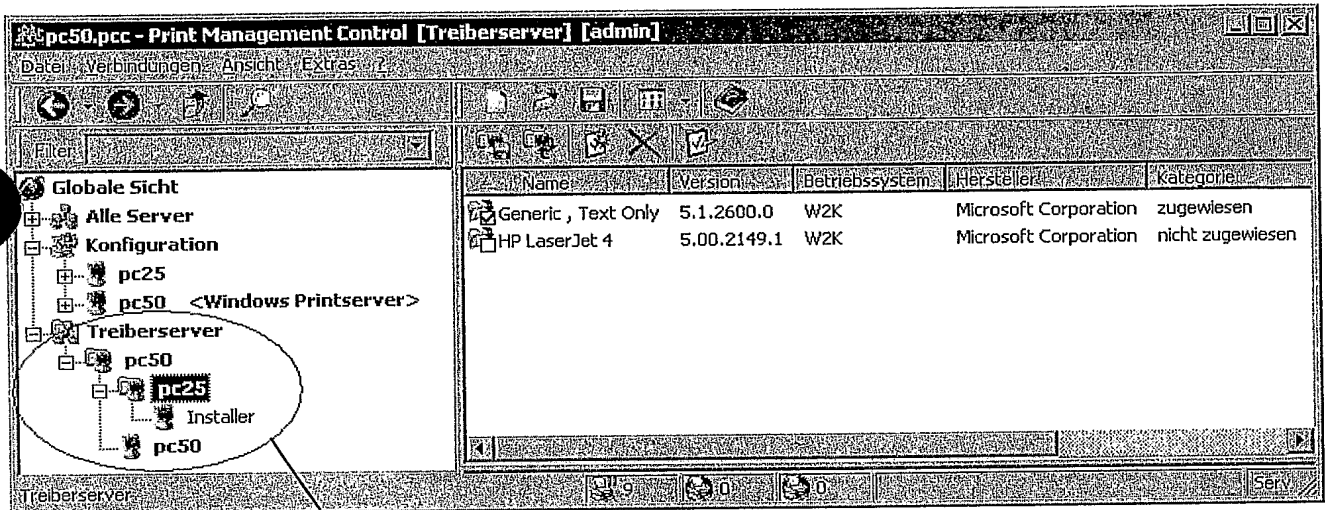 pc50.pcc - Print Management Control [Treiberserver] [admin]
Datei Verbindungen Ansicht Extras ?
Filter
Globale Sicht
Alle Server
Konfiguration
pc25
pc50 <Windows Printserver>
Treiberserver
pc50
pc25
Installer
pc50
Name Version Betriebssystem Hersteller Kategorie
Generic , Text Only 5.1.2600.0 W2K Microsoft Corporation zugewiesen
HP LaserJet 4 5.00.2149.1 W2K Microsoft Corporation nicht zugewiesen
Treiberserver 9 0 0 Serv